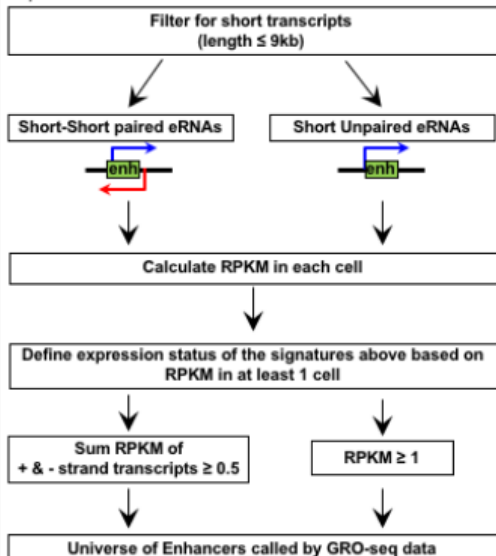 Filter for short transcripts
(length ≤ 9kb)
Short-Short paired eRNAs
Short Unpaired eRNAs
enh
enh
Calculate RPKM in each cell
Define expression status of the signatures above based on
RPKM in at least 1 cell
Sum RPKM of
+ & - strand transcripts ≥ 0.5
RPKM ≥ 1
Universe of Enhancers called by GRO-seq data